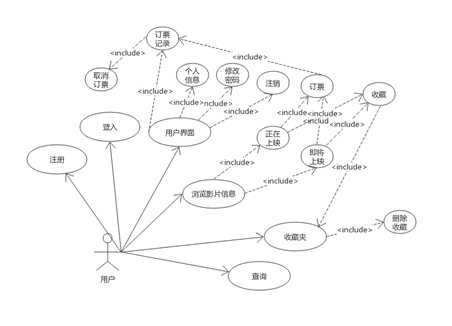 订票
记录
<include>
<include>
取消
订票
个人
信息
修改
密码
注销
订票
收藏
<include>
<include>
nclude>
<include>
<include>
<includ
登入
用户界面
正在
上映
即将
上映
注册
<include>
<include>
浏览影片信息
<include>
收藏夹
<include>
删除
收藏
用户
查询